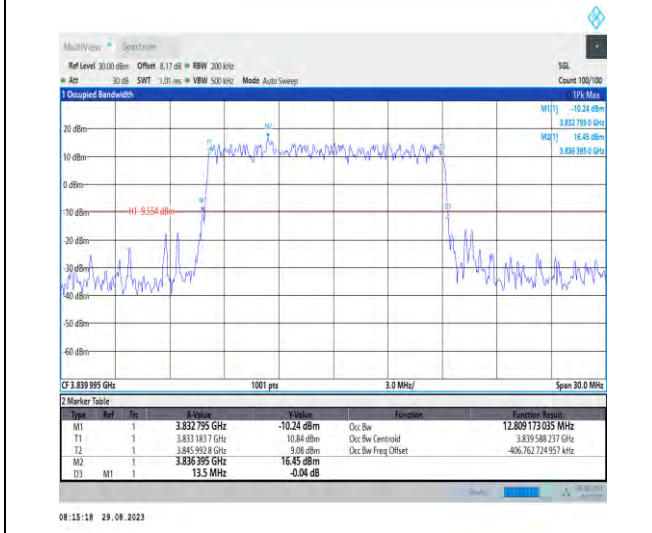 MultiView Spectrum
Ref Level 30.00 dBm Offset 8.17 dB RBW 200 kHz SGL
Att 30 dB SWT 1.01 ms VBW 500 kHz Mode Auto Sweep Count 100/100
1 Occupied Bandwidth 1Pk Max
M1[1] -10.24 dBm
3.832 795 0 GHz
M2[1] 16.45 dBm
3.836 395 0 GHz
20 dBm
M2
T1
T2
10 dBm
0 dBm
M1
D3
-10 dBm
H1 -9.554 dBm
-20 dBm
-30 dBm
-40 dBm
-50 dBm
-60 dBm
CF 3.839 995 GHz 1001 pts 3.0 MHz/ Span 30.0 MHz
2 Marker Table
Type Ref Trc X-Value Y-Value Function Function Result
M1 1 3.832 795 GHz -10.24 dBm Occ Bw 12.809 173 035 MHz
T1 1 3.833 183 7 GHz 10.84 dBm Occ Bw Centroid 3.839 588 237 GHz
T2 1 3.845 992 8 GHz 9.08 dBm Occ Bw Freq Offset -406.762 724 957 kHz
M2 1 3.836 395 GHz 16.45 dBm
D3 M1 1 13.5 MHz -0.04 dB
08:15:18 29.08.2023